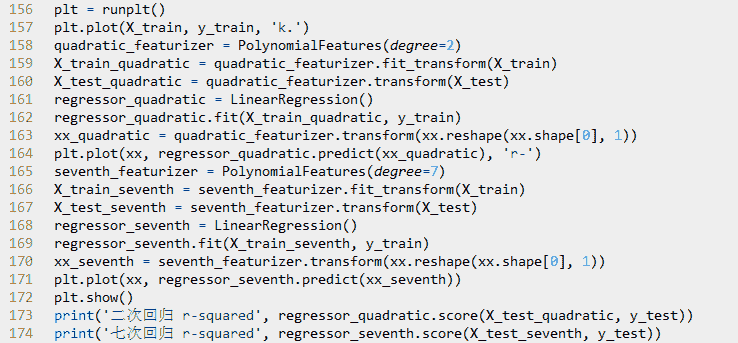 156 plt = runplt()
157 plt.plot(X_train, y_train, 'k.')
158 quadratic_featurizer = PolynomialFeatures(degree=2)
159 X_train_quadratic = quadratic_featurizer.fit_transform(X_train)
160 X_test_quadratic = quadratic_featurizer.transform(X_test)
161 regressor_quadratic = LinearRegression()
162 regressor_quadratic.fit(X_train_quadratic, y_train)
163 xx_quadratic = quadratic_featurizer.transform(xx.reshape(xx.shape[0], 1))
164 plt.plot(xx, regressor_quadratic.predict(xx_quadratic), 'r-')
165 seventh_featurizer = PolynomialFeatures(degree=7)
166 X_train_seventh = seventh_featurizer.fit_transform(X_train)
167 X_test_seventh = seventh_featurizer.transform(X_test)
168 regressor_seventh = LinearRegression()
169 regressor_seventh.fit(X_train_seventh, y_train)
170 xx_seventh = seventh_featurizer.transform(xx.reshape(xx.shape[0], 1))
171 plt.plot(xx, regressor_seventh.predict(xx_seventh))
172 plt.show()
173 print('二次回归 r-squared', regressor_quadratic.score(X_test_quadratic, y_test))
174 print('七次回归 r-squared', regressor_seventh.score(X_test_seventh, y_test))